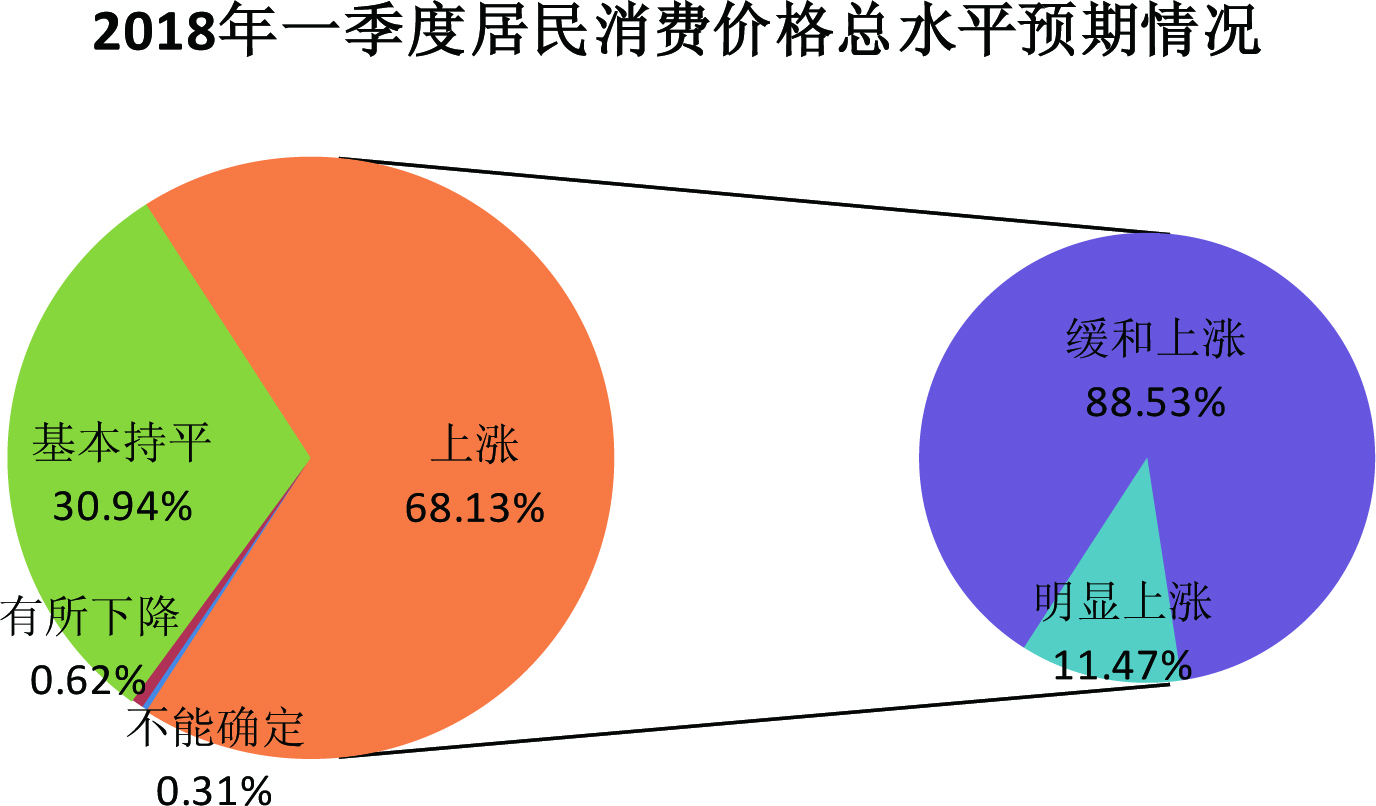 2018年一季度居民消费价格总水平预期情况
缓和上涨
88.53%
基本持平
30.94%
上涨
68.13%
有所下降
0.62%
明显上涨
11.47%
不能确定
0.31%